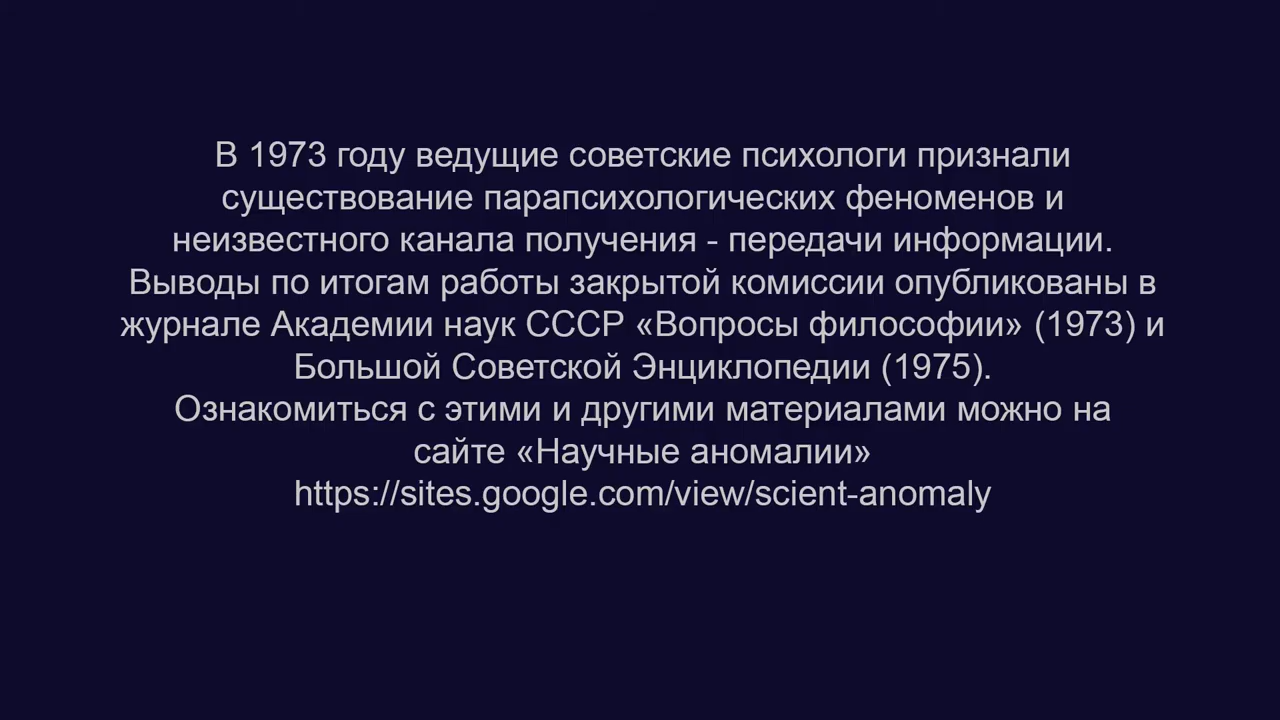 В 1973 году ведущие советские психологи признали
существование парапсихологических феноменов и
неизвестного канала получения - передачи информации.
Выводы по итогам работы закрытой комиссии опубликованы в
журнале Академии наук СССР «Вопросы философии» (1973) и
Большой Советской Энциклопедии (1975).
Ознакомиться с этими и другими материалами можно на
сайте «Научные аномалии»
https://sites.google.com/view/scient-anomaly